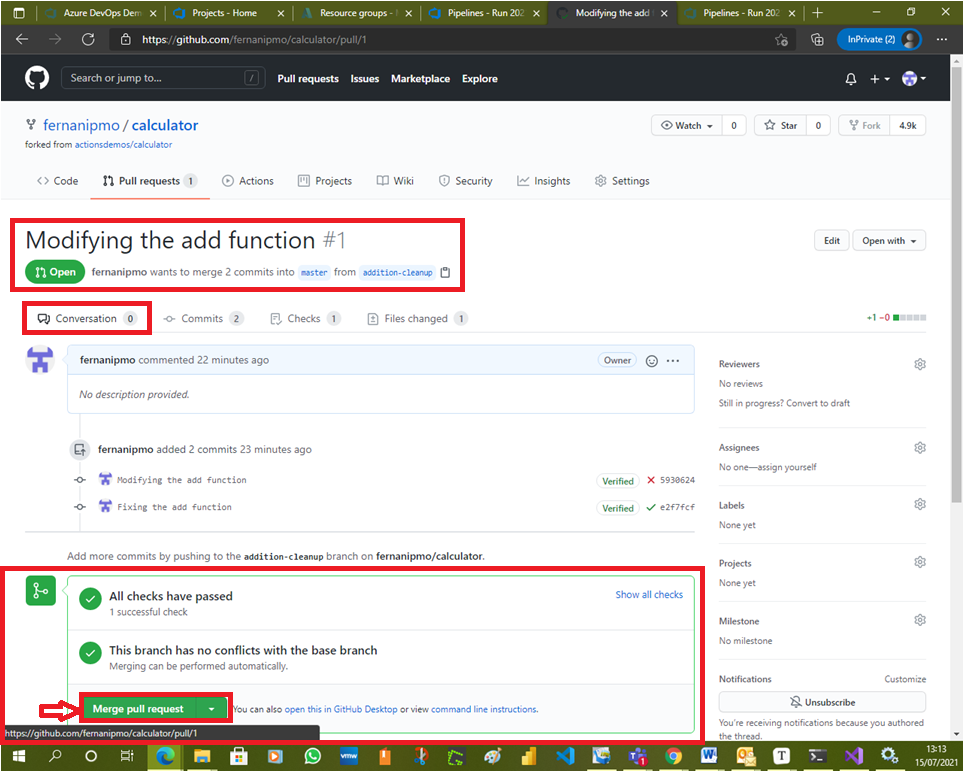 Azure DevOps Dem
Projects - Home
Resource groups -
Pipelines - Run 202
Modifying the add f
Pipelines - Run 202
https://github.com/fernanipmo/calculator/pull/1
InPrivate (2)
Search or jump to...
/
Pull requests
Issues
Marketplace
Explore
fernanipmo / calculator
forked from actionsdemos/calculator
Watch
0
Star
0
Fork
4.9k
Code
Pull requests 1
Actions
Projects
Wiki
Security
Insights
Settings
Modifying the add function #1
Edit
Open with
Open
fernanipmo wants to merge 2 commits into master from addition-cleanup
Conversation 0
Commits 2
Checks 1
Files changed 1
+1 −0
fernanipmo commented 22 minutes ago
Owner
No description provided.
fernanipmo added 2 commits 23 minutes ago
Modifying the add function
Verified
5930624
Fixing the add function
Verified
e2f7fcf
Add more commits by pushing to the addition-cleanup branch on fernanipmo/calculator.
All checks have passed
1 successful check
Show all checks
This branch has no conflicts with the base branch
Merging can be performed automatically.
Merge pull request
You can also open this in GitHub Desktop or view command line instructions.
Reviewers
No reviews
Still in progress? Convert to draft
Assignees
No one—assign yourself
Labels
None yet
Projects
None yet
Milestone
No milestone
Notifications
Customize
Unsubscribe
You're receiving notifications because you authored
the thread.
https://github.com/fernanipmo/calculator/pull/1
13:13
15/07/2021